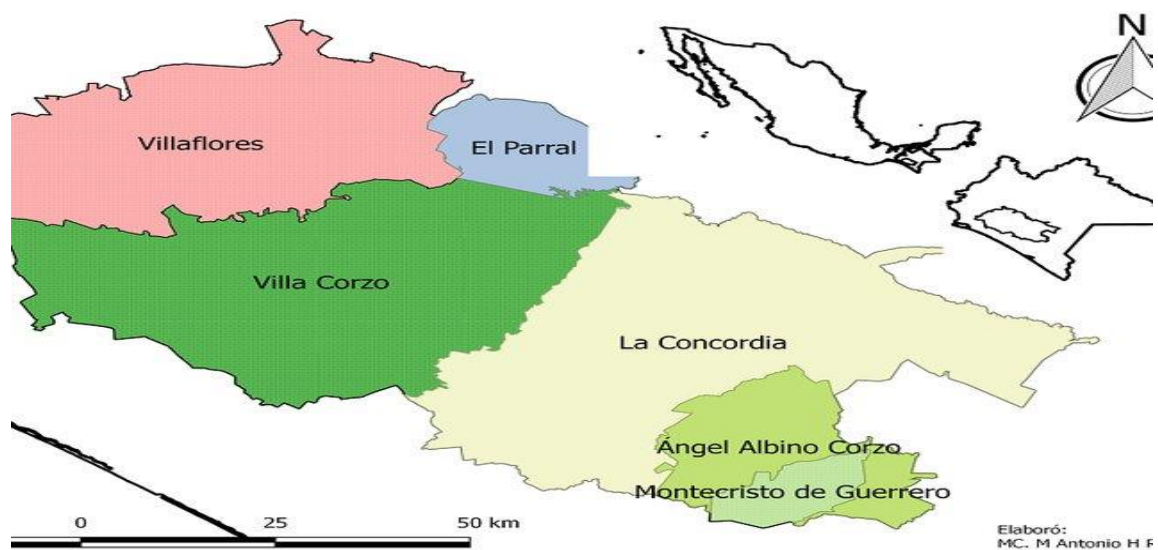 N
Villaflores
El Parral
Villa Corzo
La Concordia
Ángel Albino Corzo
Montecristo de Guerrero
0 25 50 km
Elaboró:
MC. M Antonio H R